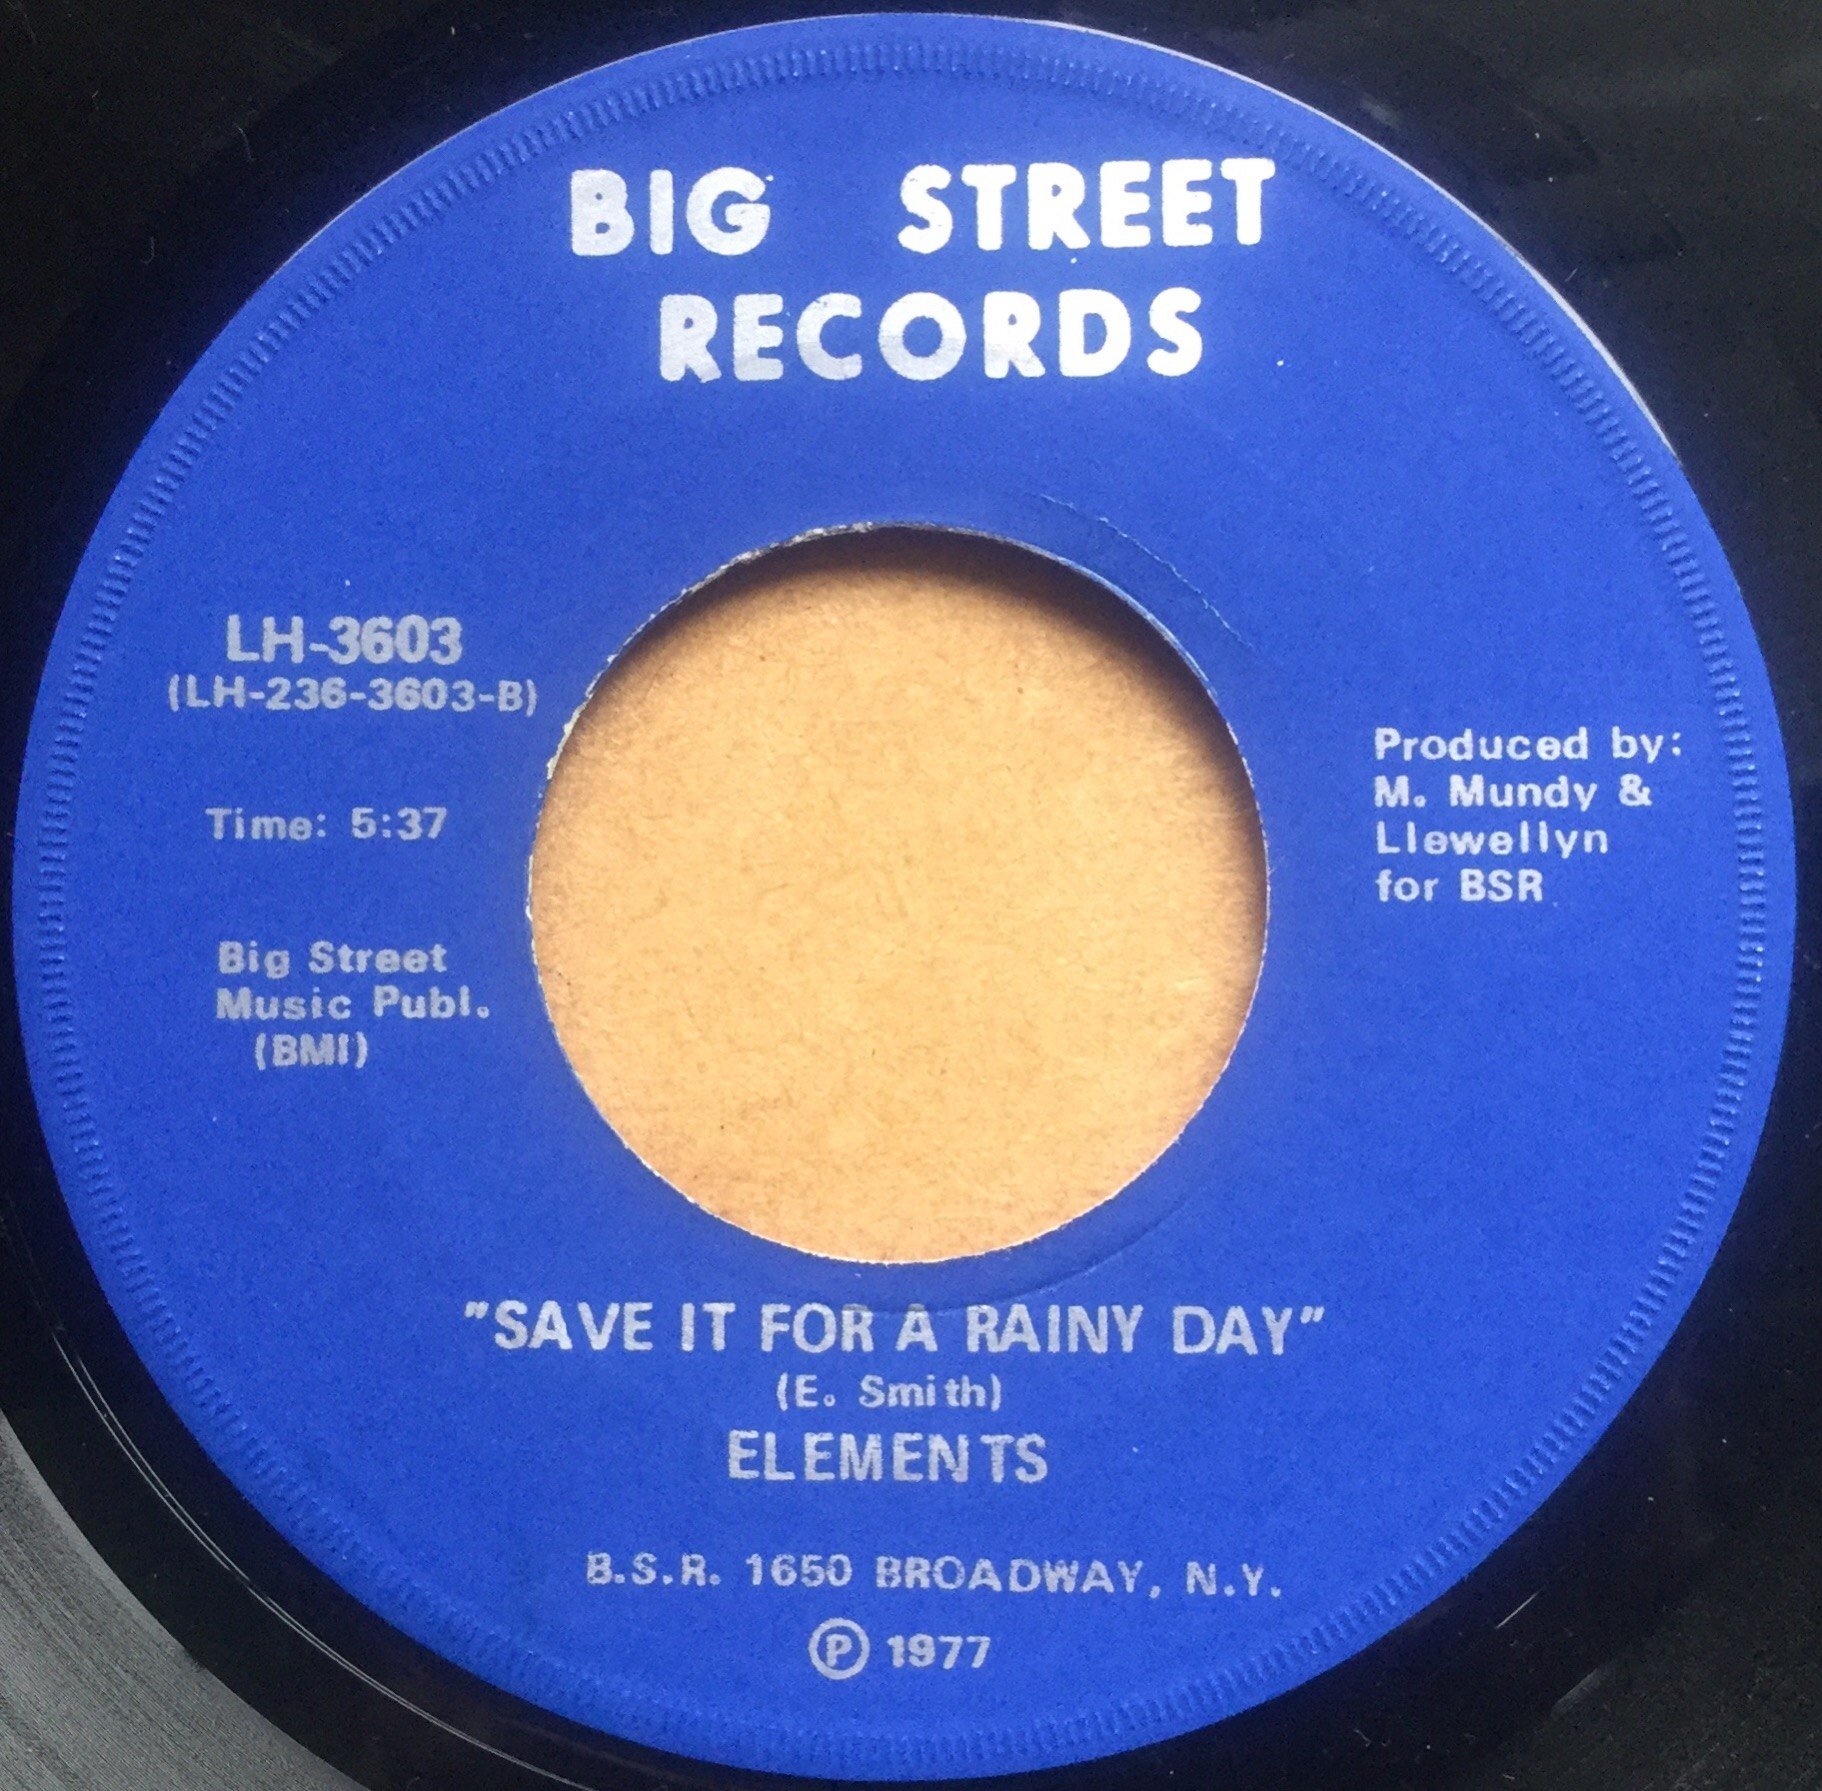 BIG STREET
RECORDS
LH-3603
(LH-236-3603-B)
Time: 5:37
Big Street
Music Publ.
(BMI)
Produced by:
M. Mundy &
Llewellyn
for BSR
"SAVE IT FOR A RAINY DAY"
(E. Smith)
ELEMENTS
B.S.R. 1650 BROADWAY, N.Y.
Ⓟ 1977